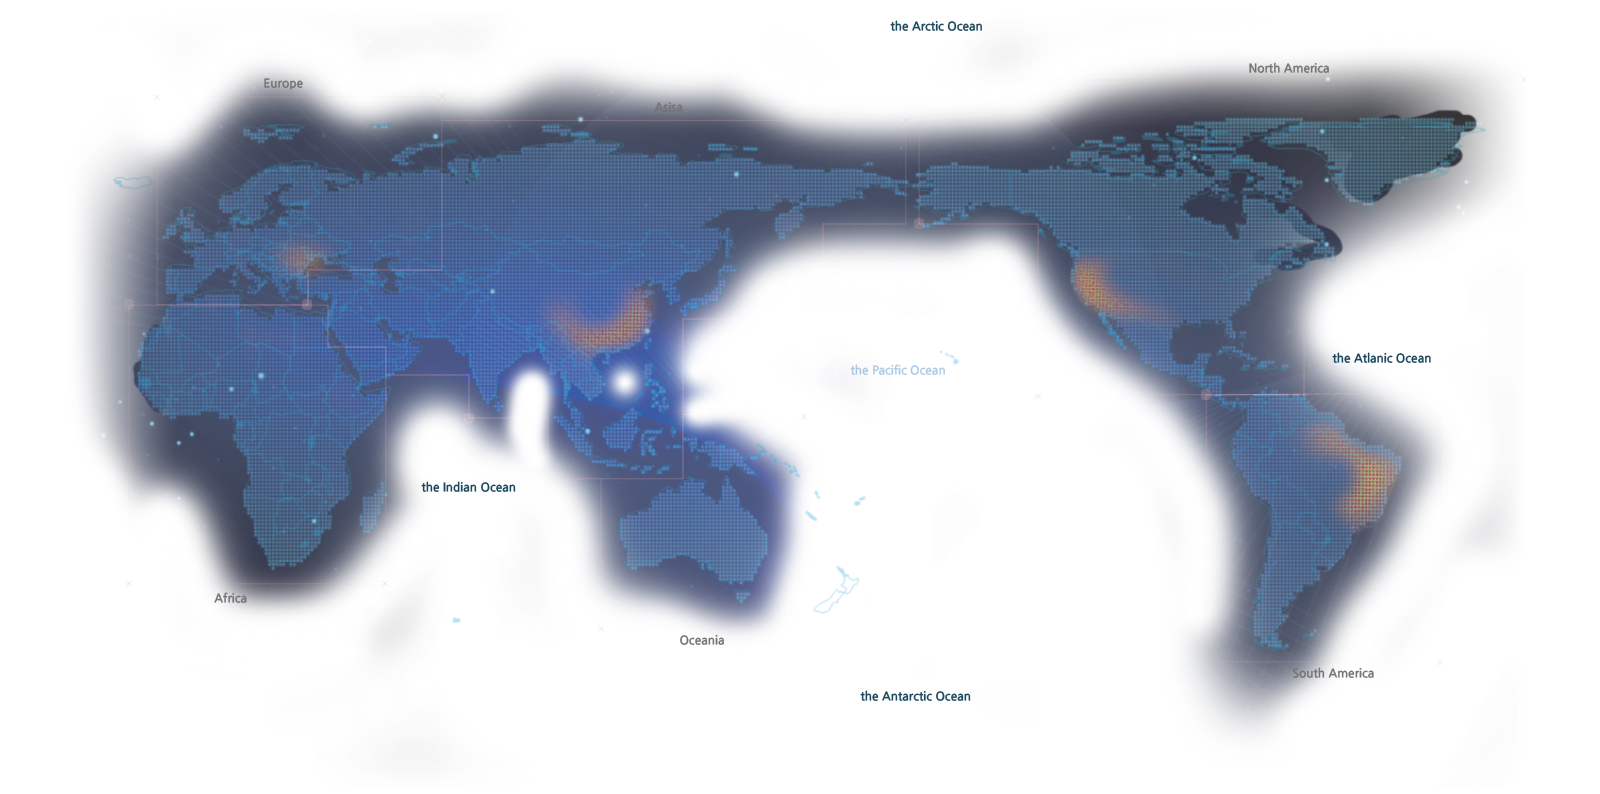 the Arctic Ocean
North America
Europe
Asisa
the Atlanic Ocean
the Pacific Ocean
the Indian Ocean
Africa
Oceania
South America
the Antarctic Ocean